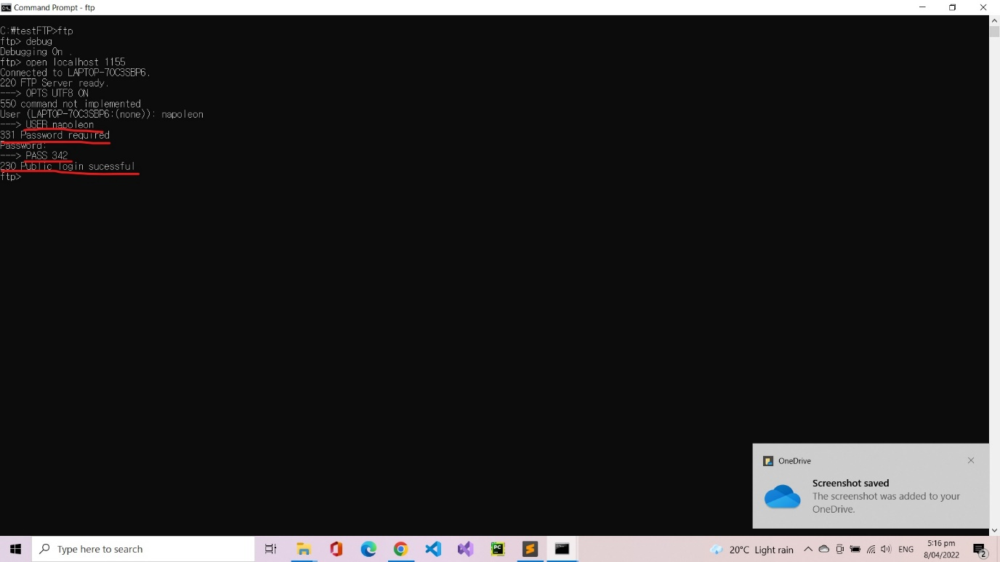 Command Prompt - ftp
C:\testFTP>ftp
ftp> debug
Debugging On .
ftp> open localhost 1155
Connected to LAPTOP-70C3SBP6.
220 FTP Server ready.
---> OPTS UTF8 ON
550 command not implemented
User (LAPTOP-70C3SBP6:(none)): napoleon
---> USER napoleon
331 Password required
Password:
---> PASS 342
230 Public login sucessful
ftp>
OneDrive
Screenshot saved
The screenshot was added to your
OneDrive.
Type here to search
PC
20°C Light rain
ENG
5:16 pm
8/04/2022
2